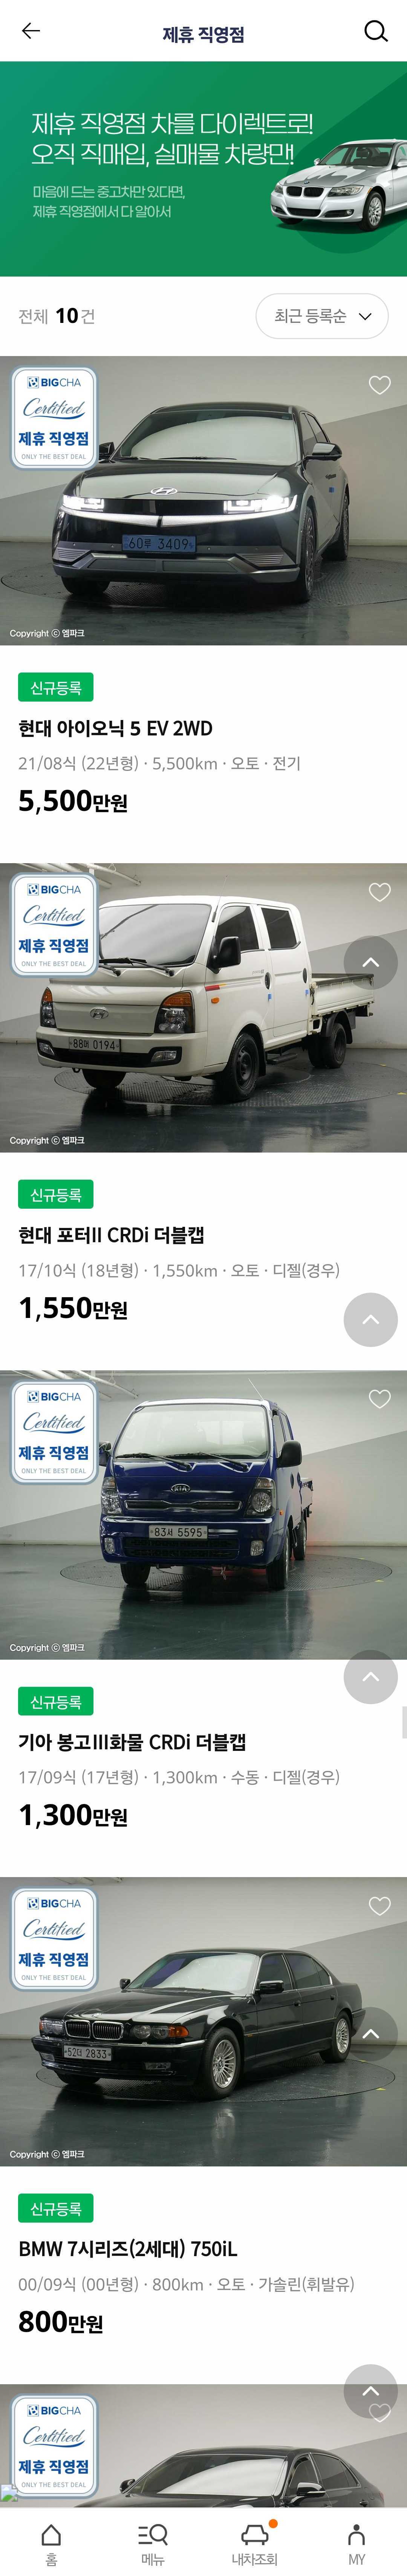 제휴 직영점
제휴 직영점 차를 다이렉트로!
오직 직매입, 실매물 차량만!
마음에 드는 중고차만 있다면,
제휴 직영점에서 다 알아서
전체 10건
최근 등록순
BIGCHA
Certified
제휴 직영점
ONLY THE BEST DEAL
60루 3409
Copyright ⓒ 엠파크
신규등록
현대 아이오닉 5 EV 2WD
21/08식 (22년형) · 5,500km · 오토 · 전기
5,500만원
BIGCHA
Certified
제휴 직영점
ONLY THE BEST DEAL
88머 0194
Copyright ⓒ 엠파크
신규등록
현대 포터II CRDi 더블캡
17/10식 (18년형) · 1,550km · 오토 · 디젤(경우)
1,550만원
BIGCHA
Certified
제휴 직영점
ONLY THE BEST DEAL
KIA
83서 5595
Copyright ⓒ 엠파크
신규등록
기아 봉고III화물 CRDi 더블캡
17/09식 (17년형) · 1,300km · 수동 · 디젤(경우)
1,300만원
BIGCHA
Certified
제휴 직영점
ONLY THE BEST DEAL
52더 2833
Copyright ⓒ 엠파크
신규등록
BMW 7시리즈(2세대) 750iL
00/09식 (00년형) · 800km · 오토 · 가솔린(휘발유)
800만원
BIGCHA
Certified
제휴 직영점
ONLY THE BEST DEAL
홈
메뉴
내차조회
MY